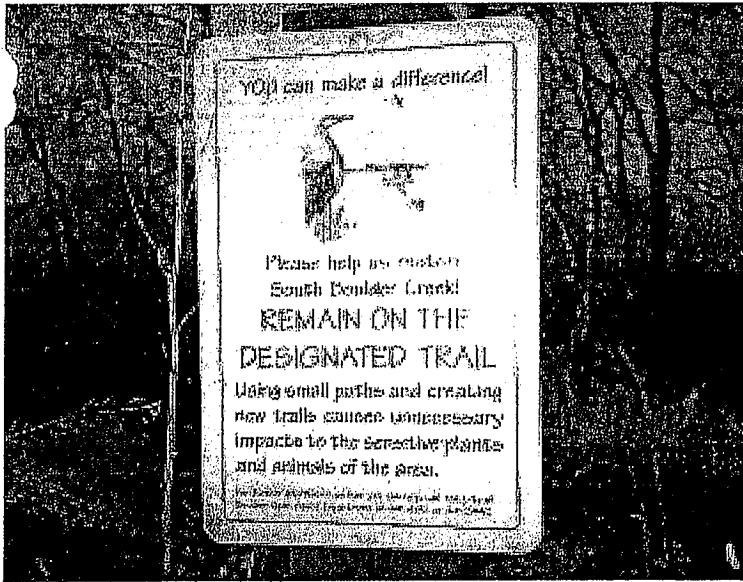 YOU can make a difference!
Please help us restore
South Boulder Creek!
REMAIN ON THE
DESIGNATED TRAIL
Using small paths and creating
new trails causes unnecessary
impacts to the sensitive plants
and animals of the area.